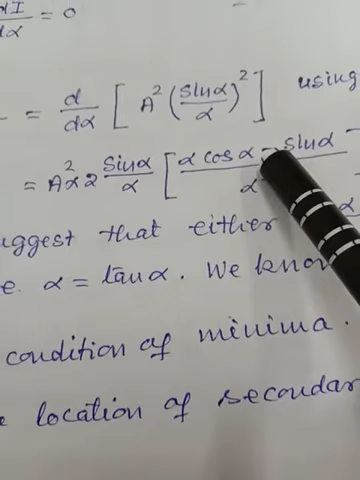 dI/dα = 0
= d/dα [ A² (sinα/α)² ] using
= A² × 2 sinα/α [ α cosα - sinα
uggest that either
e. α = tanα. We know
condition of minima.
location of secondar